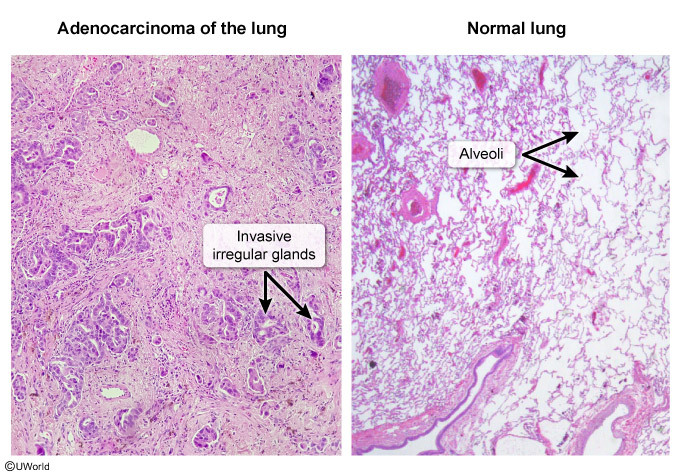 Adenocarcinoma of the lung
Normal lung
Alveoli
Invasive
irregular glands
©UWorld